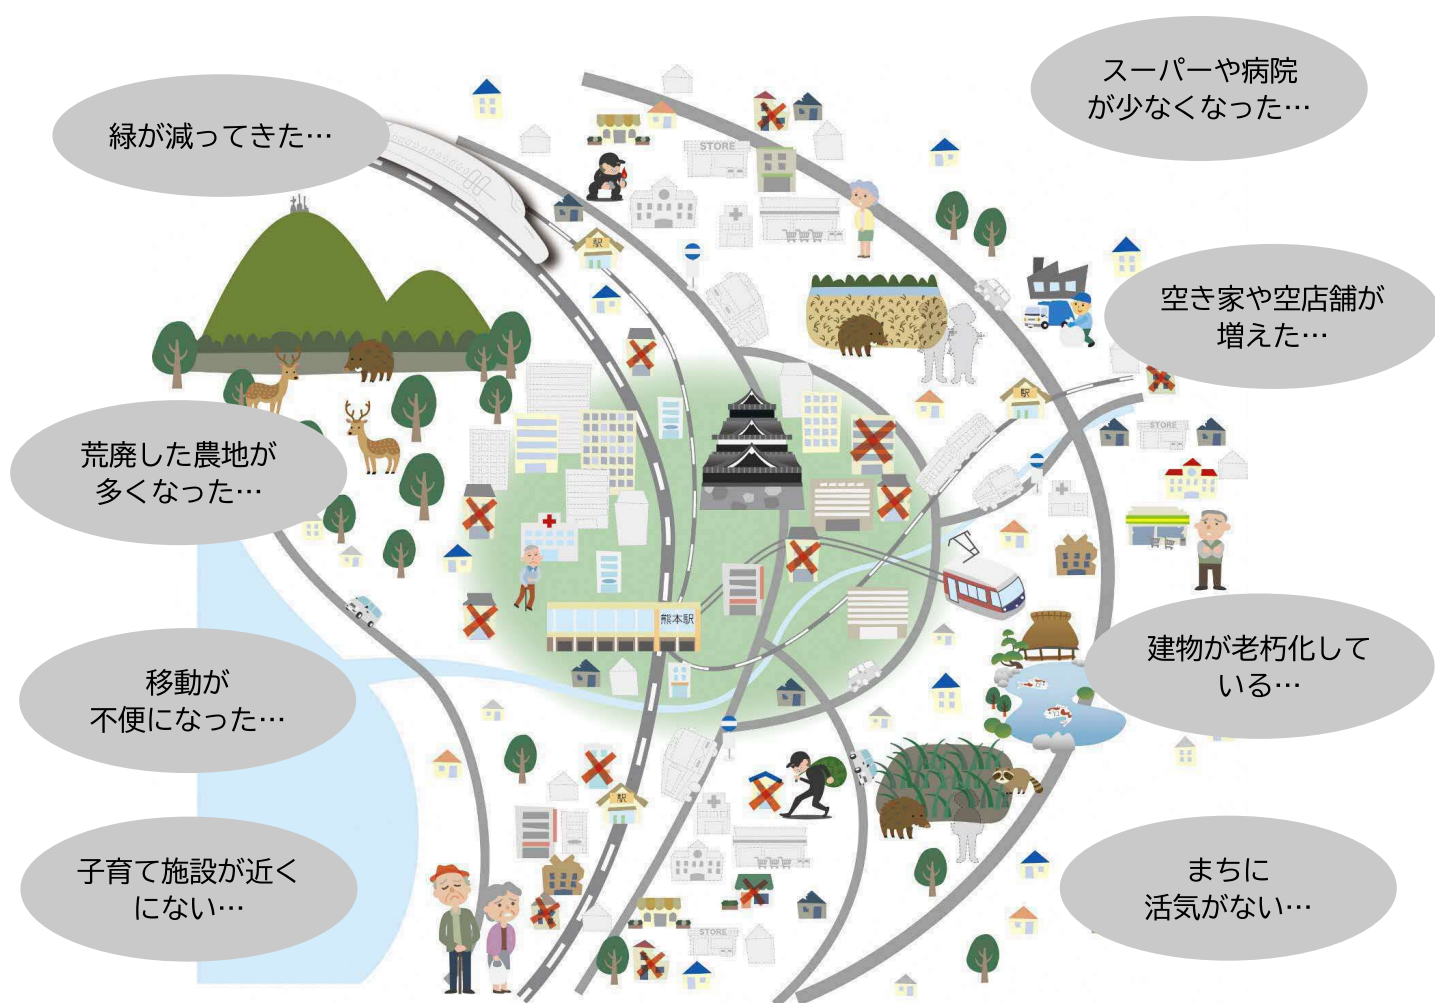 スーパーや病院
が少なくなった…
緑が減ってきた…
STORE
駅
空き家や空店舗が
増えた…
駅
STORE
荒廃した農地が
多くなった…
熊本駅
建物が老朽化して
いる…
移動が
不便になった…
駅
子育て施設が近く
にない…
まちに
活気がない…
STORE